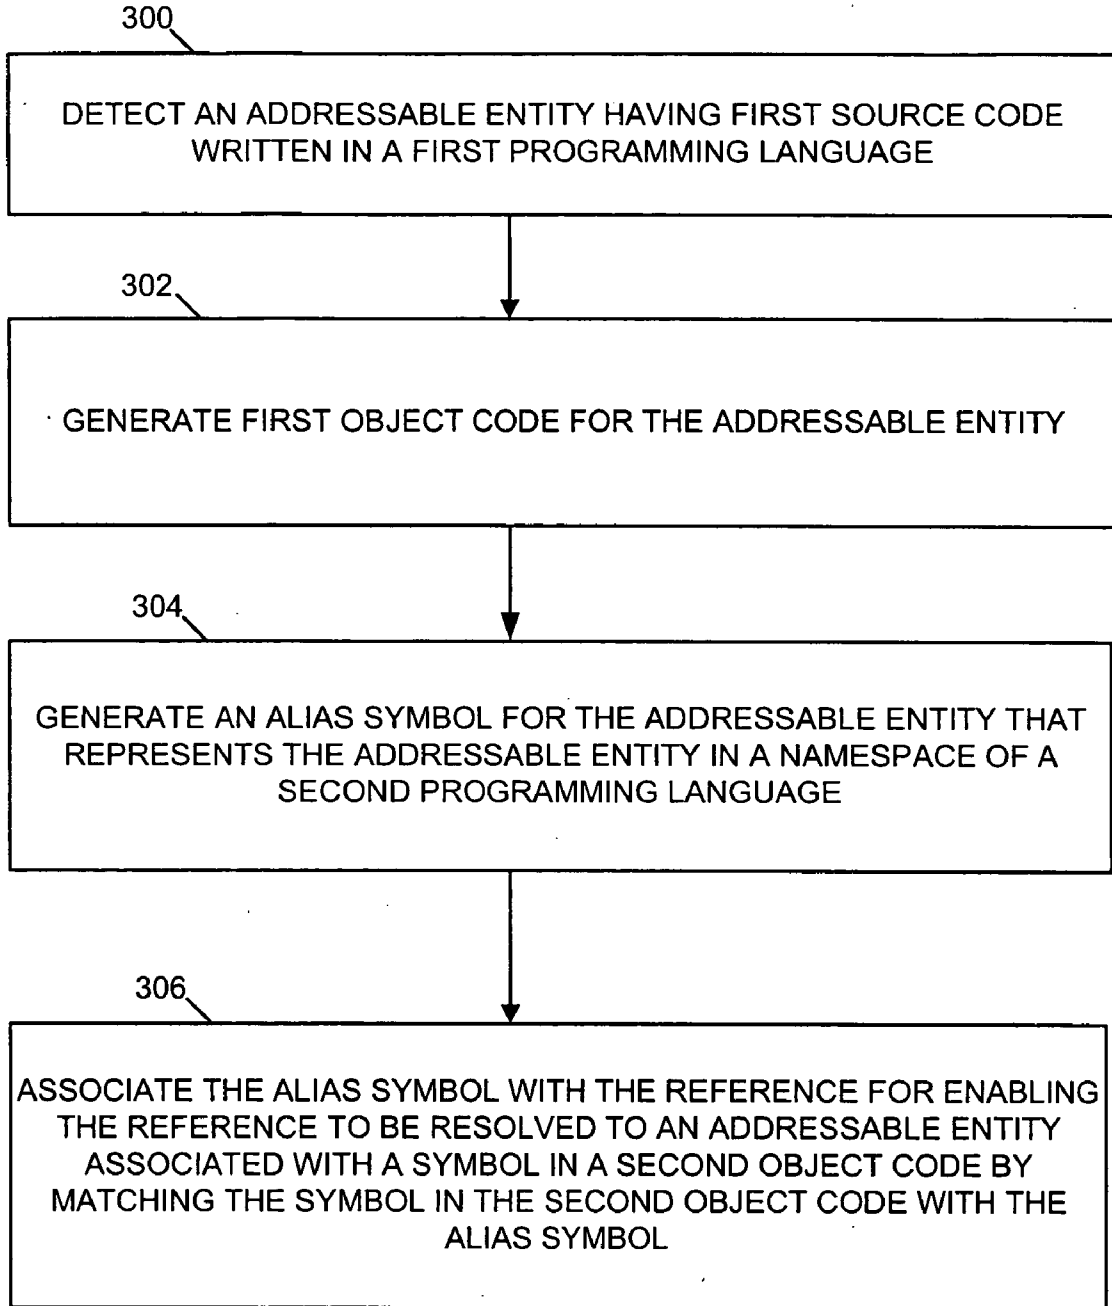 300
DETECT AN ADDRESSABLE ENTITY HAVING FIRST SOURCE CODE
WRITTEN IN A FIRST PROGRAMMING LANGUAGE
302
GENERATE FIRST OBJECT CODE FOR THE ADDRESSABLE ENTITY
304
GENERATE AN ALIAS SYMBOL FOR THE ADDRESSABLE ENTITY THAT
REPRESENTS THE ADDRESSABLE ENTITY IN A NAMESPACE OF A
SECOND PROGRAMMING LANGUAGE
306
ASSOCIATE THE ALIAS SYMBOL WITH THE REFERENCE FOR ENABLING
THE REFERENCE TO BE RESOLVED TO AN ADDRESSABLE ENTITY
ASSOCIATED WITH A SYMBOL IN A SECOND OBJECT CODE BY
MATCHING THE SYMBOL IN THE SECOND OBJECT CODE WITH THE
ALIAS SYMBOL